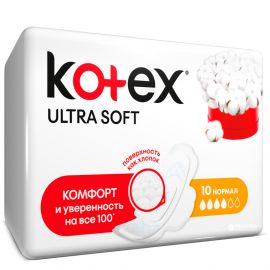 kotex®
ULTRA SOFT
поверхность
как хлопок
КОМФОРТ
и уверенность
на все 100*
10 НОРМАЛ